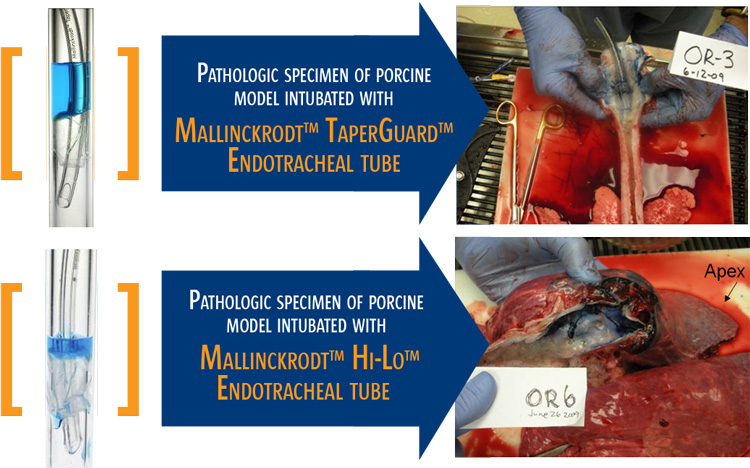 Pathologic specimen of porcine
model intubated with
Mallinckrodt™ TaperGuard™
Endotracheal tube
OR-3
6-12-09
Pathologic specimen of porcine
model intubated with
Mallinckrodt™ Hi-Lo™
Endotracheal tube
Apex
OR6
June 26 2009